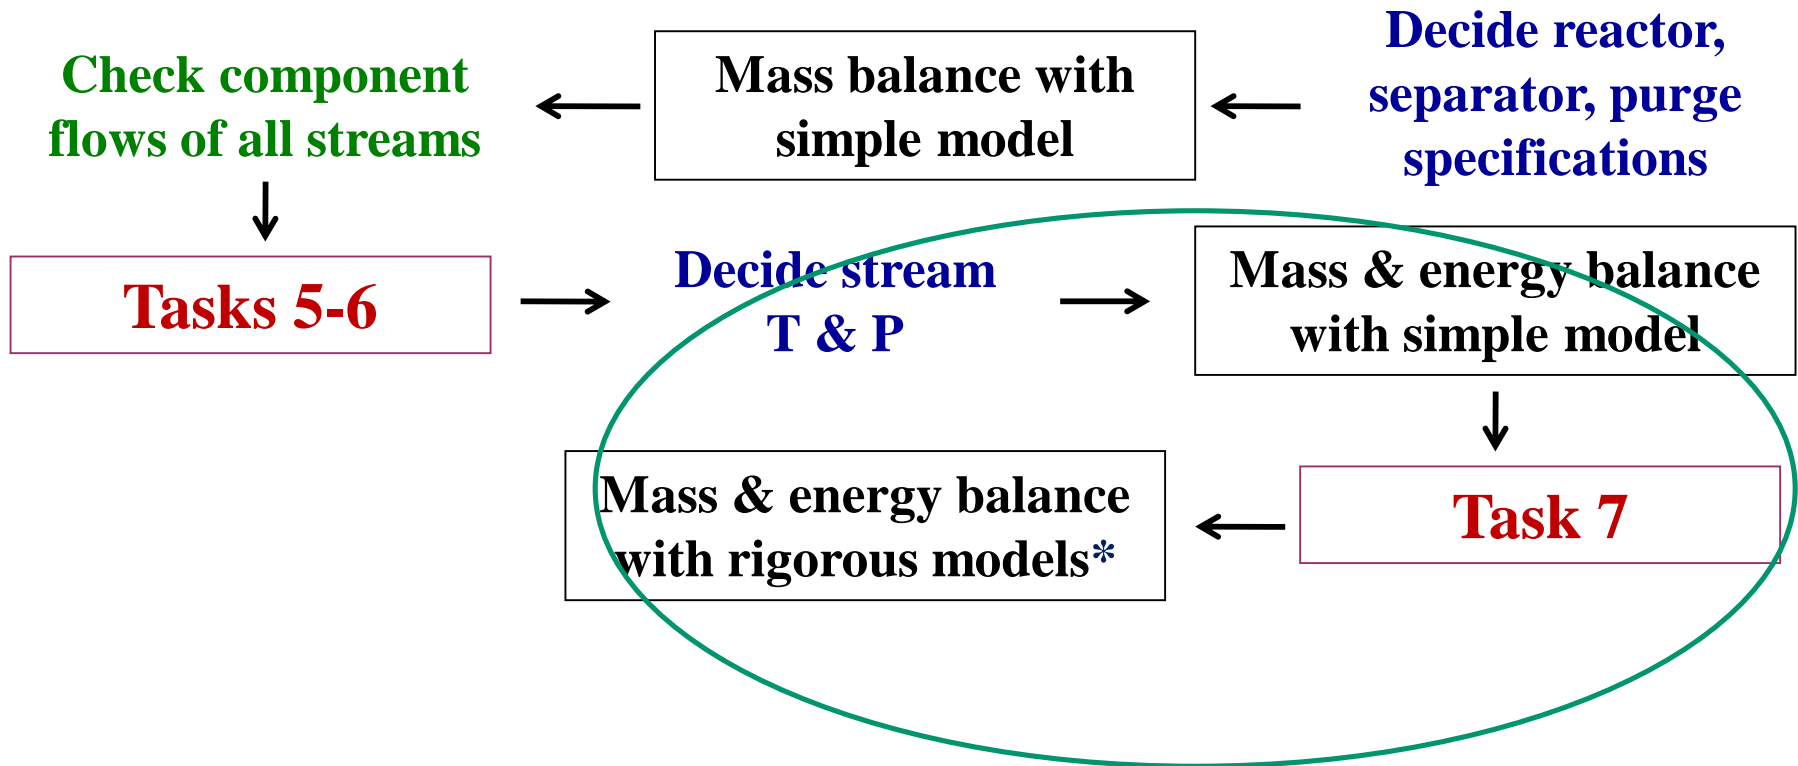 Check component
flows of all streams
Mass balance with
simple model
Decide reactor,
separator, purge
specifications
Tasks 5-6
Decide stream
T & P
Mass & energy balance
with simple model
Mass & energy balance
with rigorous models*
Task 7